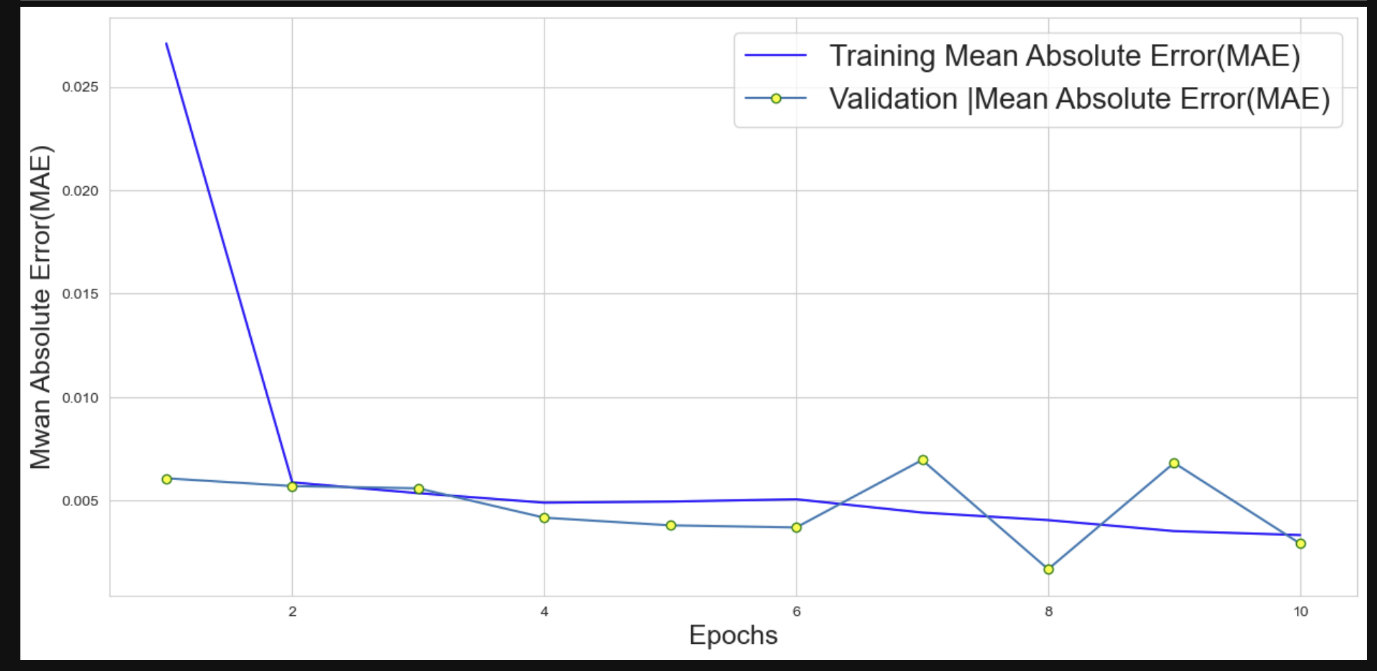 Training Mean Absolute Error(MAE)
Validation |Mean Absolute Error(MAE)
Mwan Absolute Error(MAE)
0.025
0.020
0.015
0.010
0.005
2
4
6
8
10
Epochs